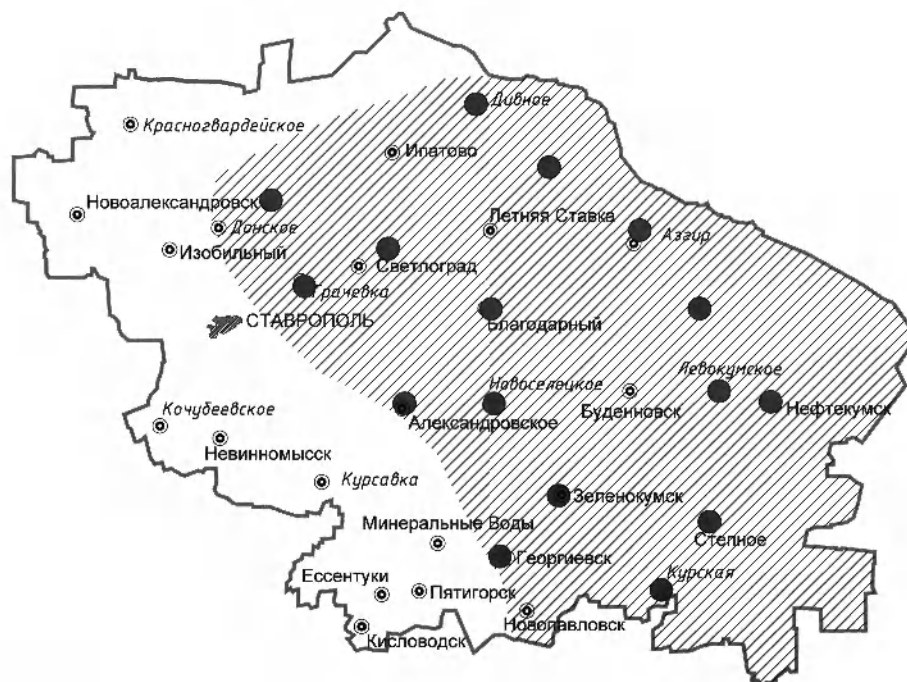 Дивное
Красногвардейское
Ипатово
Новоалександровск
Летняя Ставка
Донское
Азгир
Изобильный
Светлоград
Грачевка
СТАВРОПОЛЬ
Благодарный
Левокумское
Новоселецкое
Буденновск
Нефтекумск
Кочубеевское
Александровское
Невинномысск
Курсавка
Зеленокумск
Минеральные Воды
Степное
Георгиевск
Курская
Ессентуки
Пятигорск
Новопавловск
Кисловодск